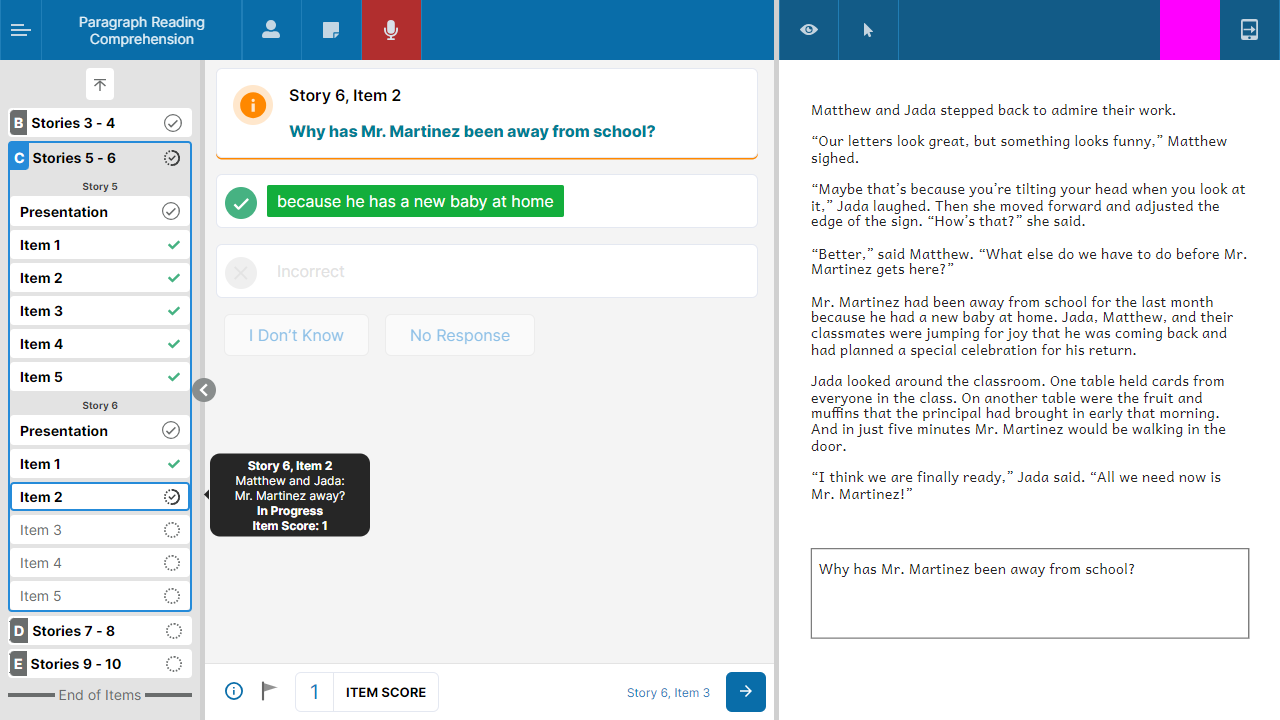 Paragraph Reading
Comprehension
B Stories 3 - 4
C Stories 5 - 6
Story 5
Presentation
Item 1
Item 2
Item 3
Item 4
Item 5
Story 6
Presentation
Item 1
Item 2
Item 3
Item 4
Item 5
D Stories 7 - 8
E Stories 9 - 10
End of Items
Story 6, Item 2
Why has Mr. Martinez been away from school?
because he has a new baby at home
Incorrect
I Don’t Know
No Response
Story 6, Item 2
Matthew and Jada:
Mr. Martinez away?
In Progress
Item Score: 1
1 ITEM SCORE
Story 6, Item 3
Matthew and Jada stepped back to admire their work.
“Our letters look great, but something looks funny,” Matthew
sighed.
“Maybe that’s because you’re tilting your head when you look at
it,” Jada laughed. Then she moved forward and adjusted the
edge of the sign. “How’s that?” she said.
“Better,” said Matthew. “What else do we have to do before Mr.
Martinez gets here?”
Mr. Martinez had been away from school for the last month
because he had a new baby at home. Jada, Matthew, and their
classmates were jumping for joy that he was coming back and
had planned a special celebration for his return.
Jada looked around the classroom. One table held cards from
everyone in the class. On another table were the fruit and
muffins that the principal had brought in early that morning.
And in just five minutes Mr. Martinez would be walking in the
door.
“I think we are finally ready,” Jada said. “All we need now is
Mr. Martinez!”
Why has Mr. Martinez been away from school?